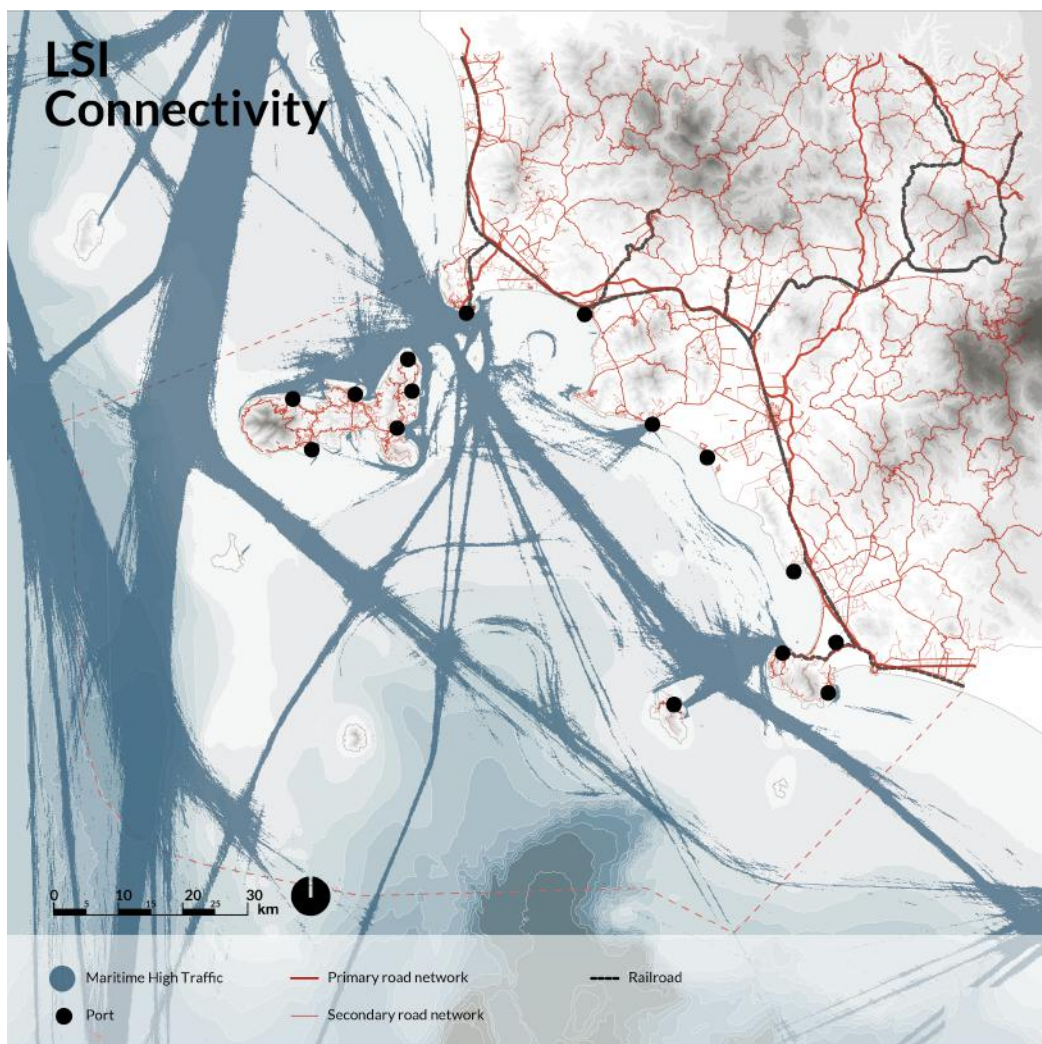 LSI
Connectivity
0 5 10 15 20 25 30
km
Maritime High Traffic
Primary road network
Railroad
Port
Secondary road network